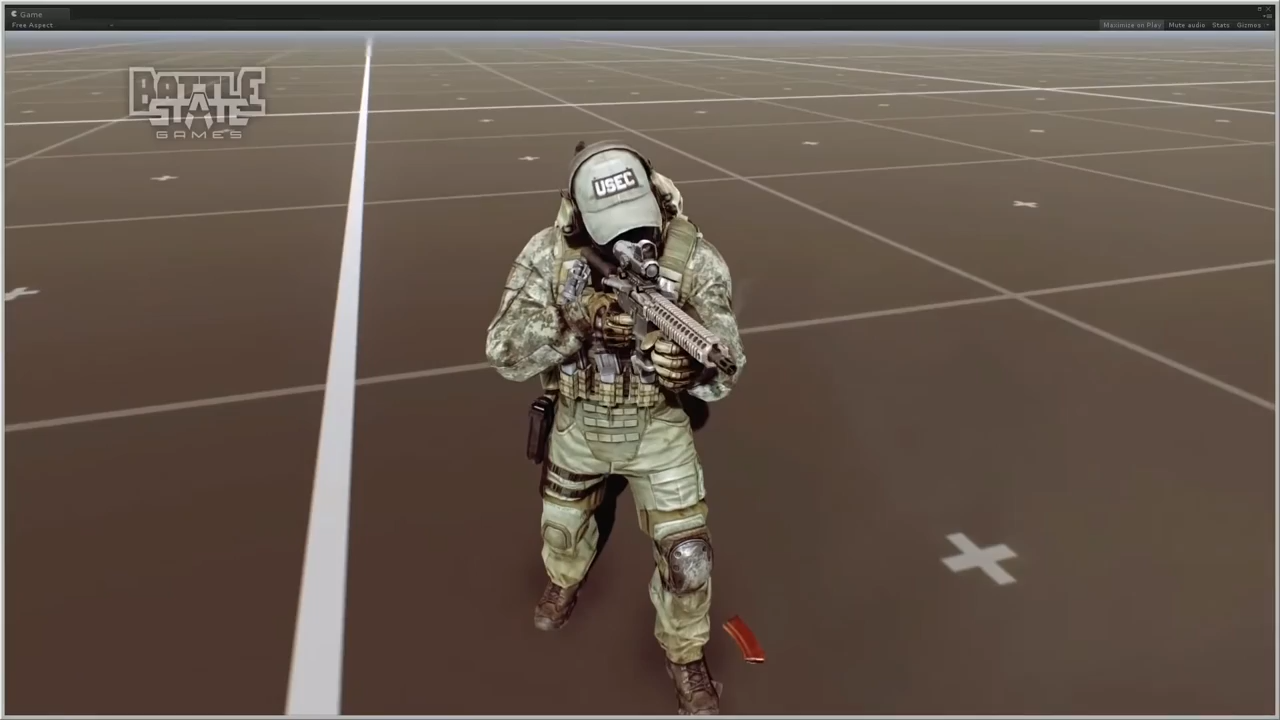 Game
Free Aspect
Maximize on Play Mute audio Stats Gizmos
BATTLE
STATE
GAMES
USEC